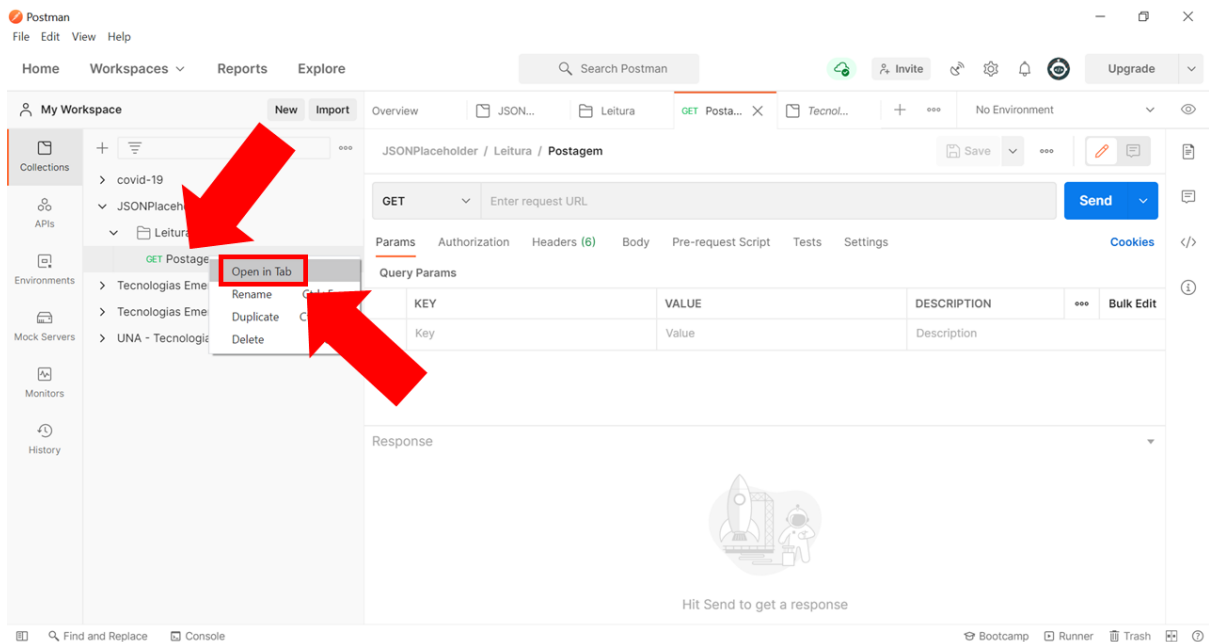 Postman
File Edit View Help
Home Workspaces Reports Explore Search Postman Invite Upgrade
My Workspace New Import
Overview JSON... Leitura GET Posta... Tecnol... No Environment
Collections
APIs
Environments
Mock Servers
Monitors
History
covid-19
Leitura
GET
Tecnologias
Tecnologias
UNA - Tecnologia
Open in Tab
Rename
Duplicate
Delete
JSONPlaceholder / Leitura / Postagem Save
GET Enter request URL Send
Params Authorization Headers (6) Body Pre-request Script Tests Settings Cookies
Query Params
KEY VALUE DESCRIPTION Bulk Edit
Key Value Description
Response
Hit Send to get a response
Find and Replace Console Bootcamp Runner Trash